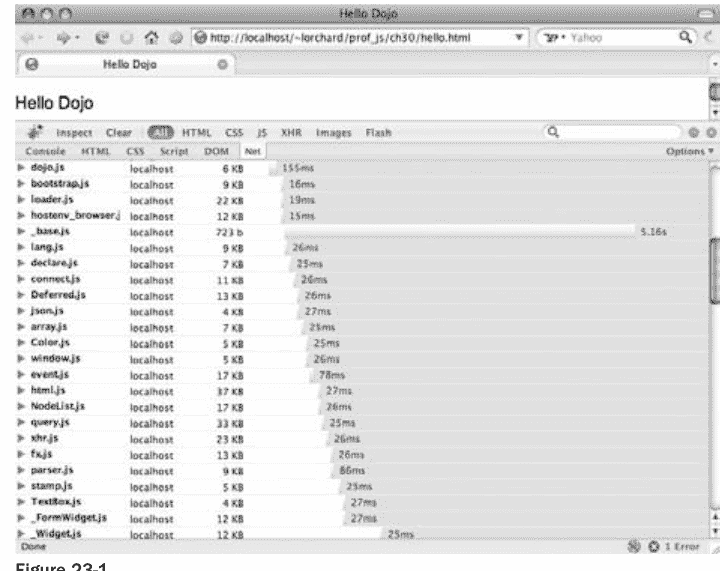 Hello Dojo
http://localhost/~lorchard/prof_js/ch30/hello.html
Yahoo
Hello Dojo
Hello Dojo
Inspect Clear All HTML CSS JS XHR Images Flash
Console HTML CSS Script DOM Net Options
dojo.js localhost 6 KB 155ms
bootstrap.js localhost 9 KB 16ms
loader.js localhost 22 KB 19ms
hostenv_browser.j localhost 12 KB 15ms
_base.js localhost 723 b 5.16s
lang.js localhost 9 KB 26ms
declare.js localhost 7 KB 25ms
connect.js localhost 11 KB 26ms
Deferred.js localhost 13 KB 26ms
json.js localhost 4 KB 27ms
array.js localhost 7 KB 25ms
Color.js localhost 5 KB 25ms
window.js localhost 5 KB 26ms
event.js localhost 17 KB 78ms
html.js localhost 37 KB 27ms
NodeList.js localhost 17 KB 26ms
query.js localhost 33 KB 25ms
xhr.js localhost 23 KB 26ms
fx.js localhost 13 KB 26ms
parser.js localhost 9 KB 86ms
stamp.js localhost 5 KB 25ms
TextBox.js localhost 4 KB 27ms
_FormWidget.js localhost 12 KB 27ms
_Widget.js localhost 12 KB 25ms
Done 1 Error
Figure 23-1